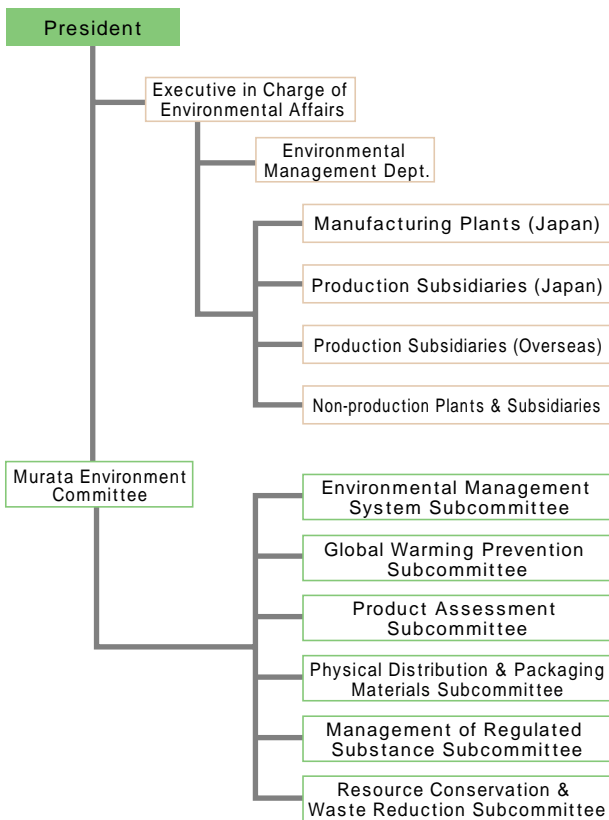 President
Executive in Charge of
Environmental Affairs
Environmental
Management Dept.
Manufacturing Plants (Japan)
Production Subsidiaries (Japan)
Production Subsidiaries (Overseas)
Non-production Plants & Subsidiaries
Murata Environment
Committee
Environmental Management
System Subcommittee
Global Warming Prevention
Subcommittee
Product Assessment
Subcommittee
Physical Distribution & Packaging
Materials Subcommittee
Management of Regulated
Substance Subcommittee
Resource Conservation &
Waste Reduction Subcommittee